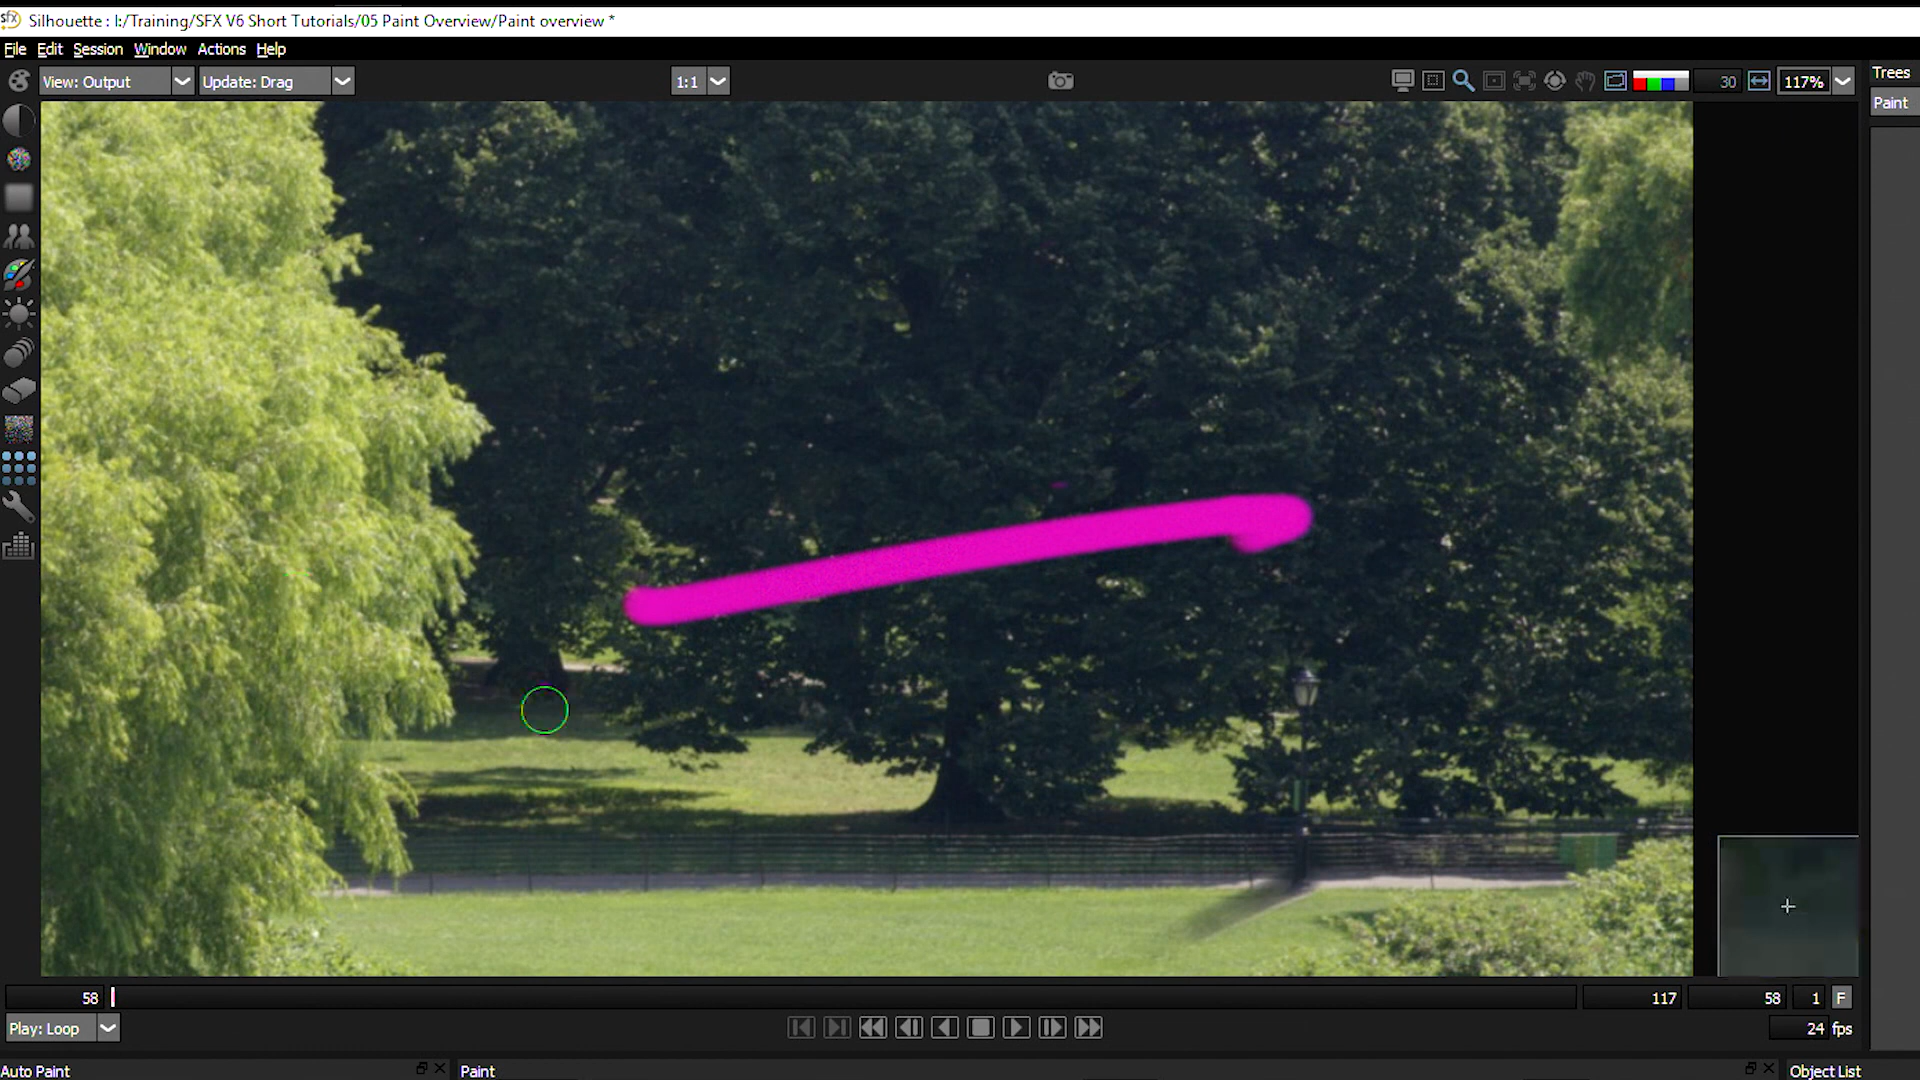 sfx Silhouette : I:/Training/SFX V6 Short Tutorials/05 Paint Overview/Paint overview *
File Edit Session Window Actions Help
View: Output Update: Drag 1:1 30 117% Trees
Paint
58 117 58 1 F
Play: Loop 24 fps
Auto Paint Paint Object List